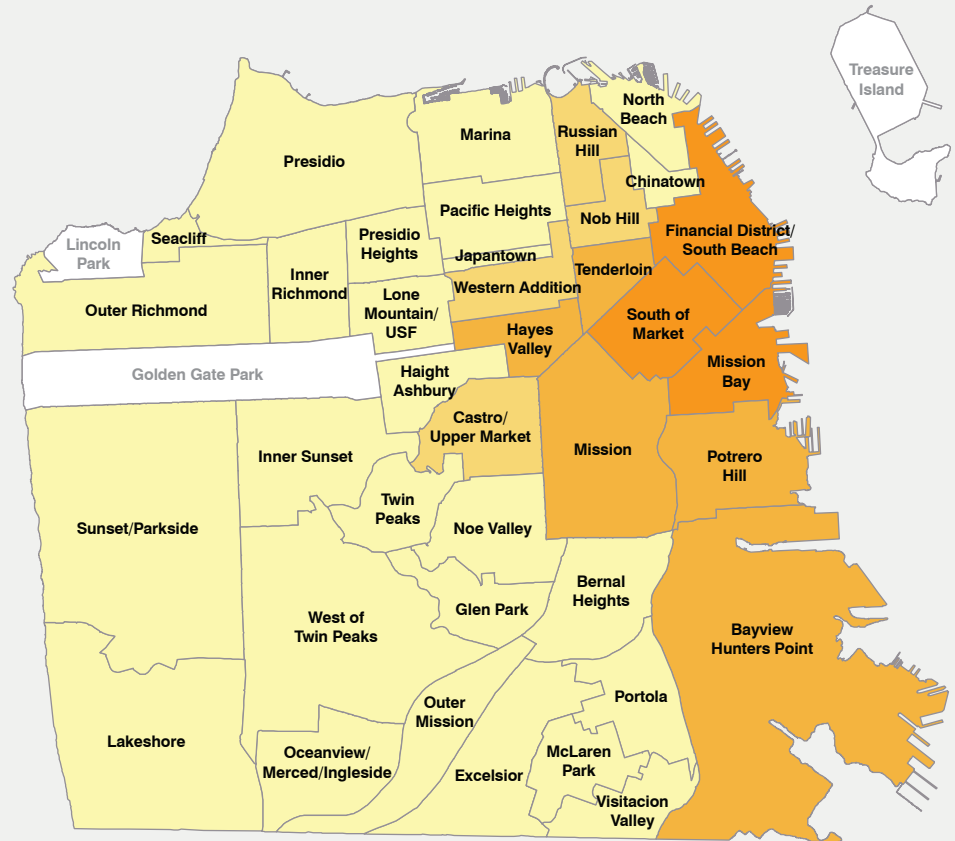 Treasure
Island
North
Beach
Marina
Russian
Hill
Presidio
Chinatown
Pacific Heights
Nob Hill
Seacliff
Lincoln
Park
Presidio
Heights
Financial District/
South Beach
Japantown
Inner
Richmond
Tenderloin
Western Addition
Outer Richmond
Lone
Mountain/
USF
South of
Market
Hayes
Valley
Mission
Bay
Golden Gate Park
Haight
Ashbury
Castro/
Upper Market
Inner Sunset
Mission
Potrero
Hill
Twin
Peaks
Sunset/Parkside
Noe Valley
Bernal
Heights
Glen Park
West of
Twin Peaks
Bayview
Hunters Point
Portola
Outer
Mission
Lakeshore
Oceanview/
Merced/Ingleside
McLaren
Park
Excelsior
Visitacion
Valley